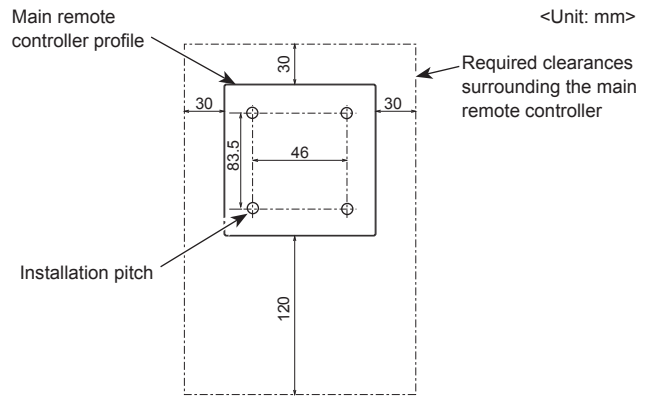 Main remote
controller profile
<Unit: mm>
Required clearances
surrounding the main
remote controller
30
30
30
83.5
46
Installation pitch
120